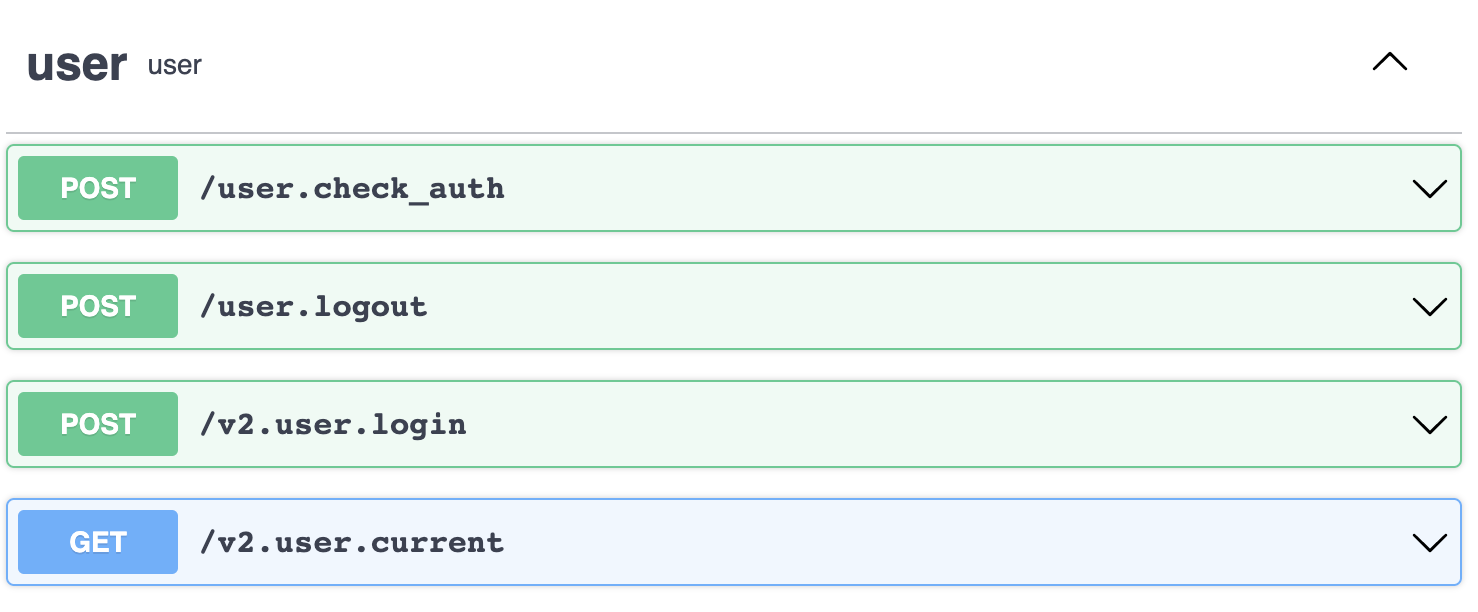 user user
POST /user.check_auth
POST /user.logout
POST /v2.user.login
GET /v2.user.current